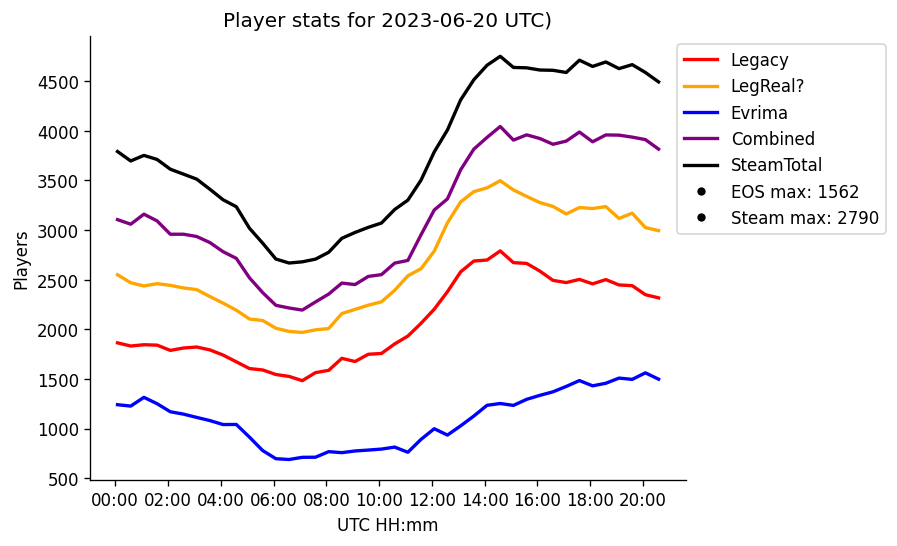 Player stats for 2023-06-20 UTC)
Legacy
LegReal?
Evrima
Combined
SteamTotal
EOS max: 1562
Steam max: 2790
Players
4500
4000
3500
3000
2500
2000
1500
1000
500
00:00 02:00 04:00 06:00 08:00 10:00 12:00 14:00 16:00 18:00 20:00
UTC HH:mm